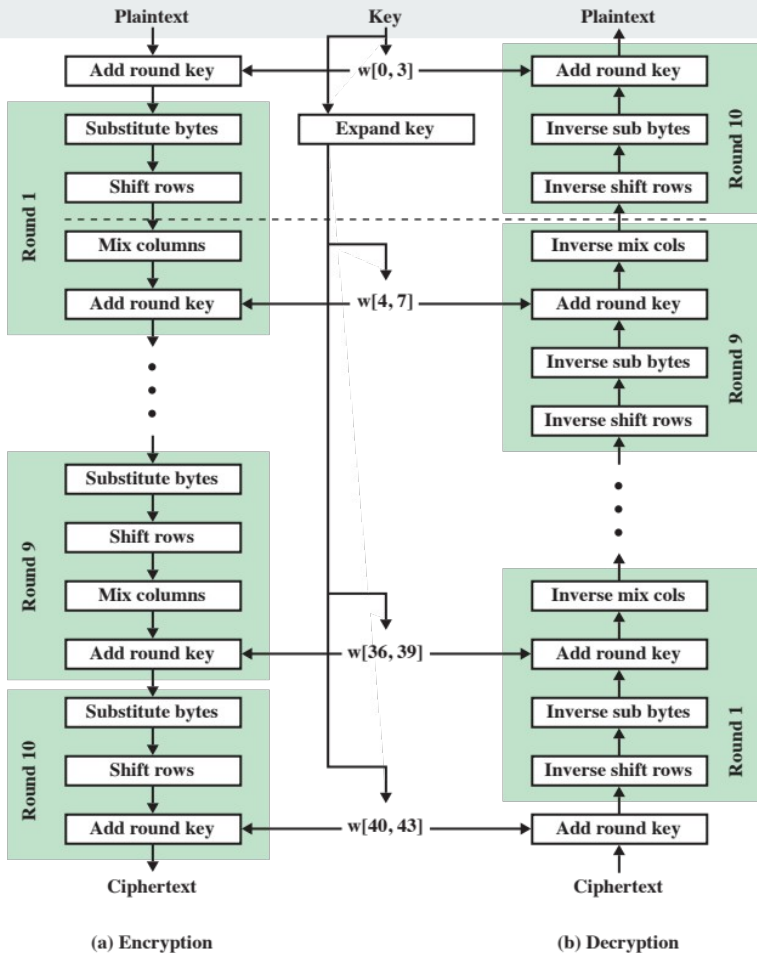 Plaintext
Key
Plaintext
Add round key
w[0, 3]
Add round key
Round 1
Substitute bytes
Expand key
Inverse sub bytes
Round 10
Shift rows
Inverse shift rows
Mix columns
Inverse mix cols
Add round key
w[4, 7]
Add round key
Round 9
Inverse sub bytes
Inverse shift rows
Round 9
Substitute bytes
Shift rows
Mix columns
Inverse mix cols
Add round key
w[36, 39]
Add round key
Round 10
Substitute bytes
Inverse sub bytes
Round 1
Shift rows
Inverse shift rows
Add round key
w[40, 43]
Add round key
Ciphertext
Ciphertext
(a) Encryption
(b) Decryption